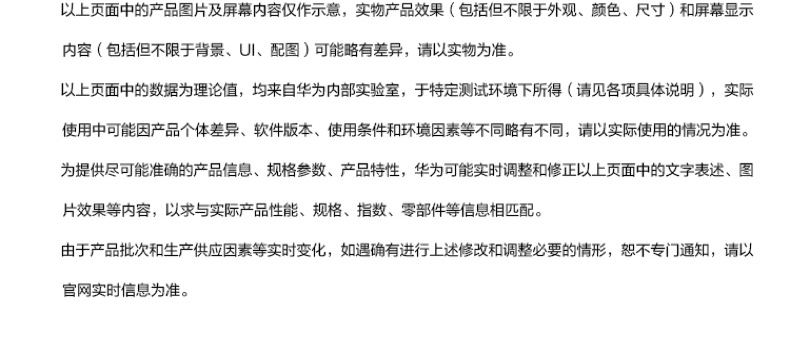 以上页面中的产品图片及屏幕内容仅作示意，实物产品效果（包括但不限于外观、颜色、尺寸）和屏幕显示
内容（包括但不限于背景、UI、配图）可能略有差异，请以实物为准。
以上页面中的数据为理论值，均来自华为内部实验室，于特定测试环境下所得（请见各项具体说明），实际
使用中可能因产品个体差异、软件版本、使用条件和环境因素等不同略有不同，请以实际使用的情况为准。
为提供尽可能准确的产品信息、规格参数、产品特性，华为可能实时调整和修正以上页面中的文字表述、图
片效果等内容，以求与实际产品性能、规格、指数、零部件等信息相匹配。
由于产品批次和生产供应因素等实时变化，如遇确有进行上述修改和调整必要的情形，恕不专门通知，请以
官网实时信息为准。